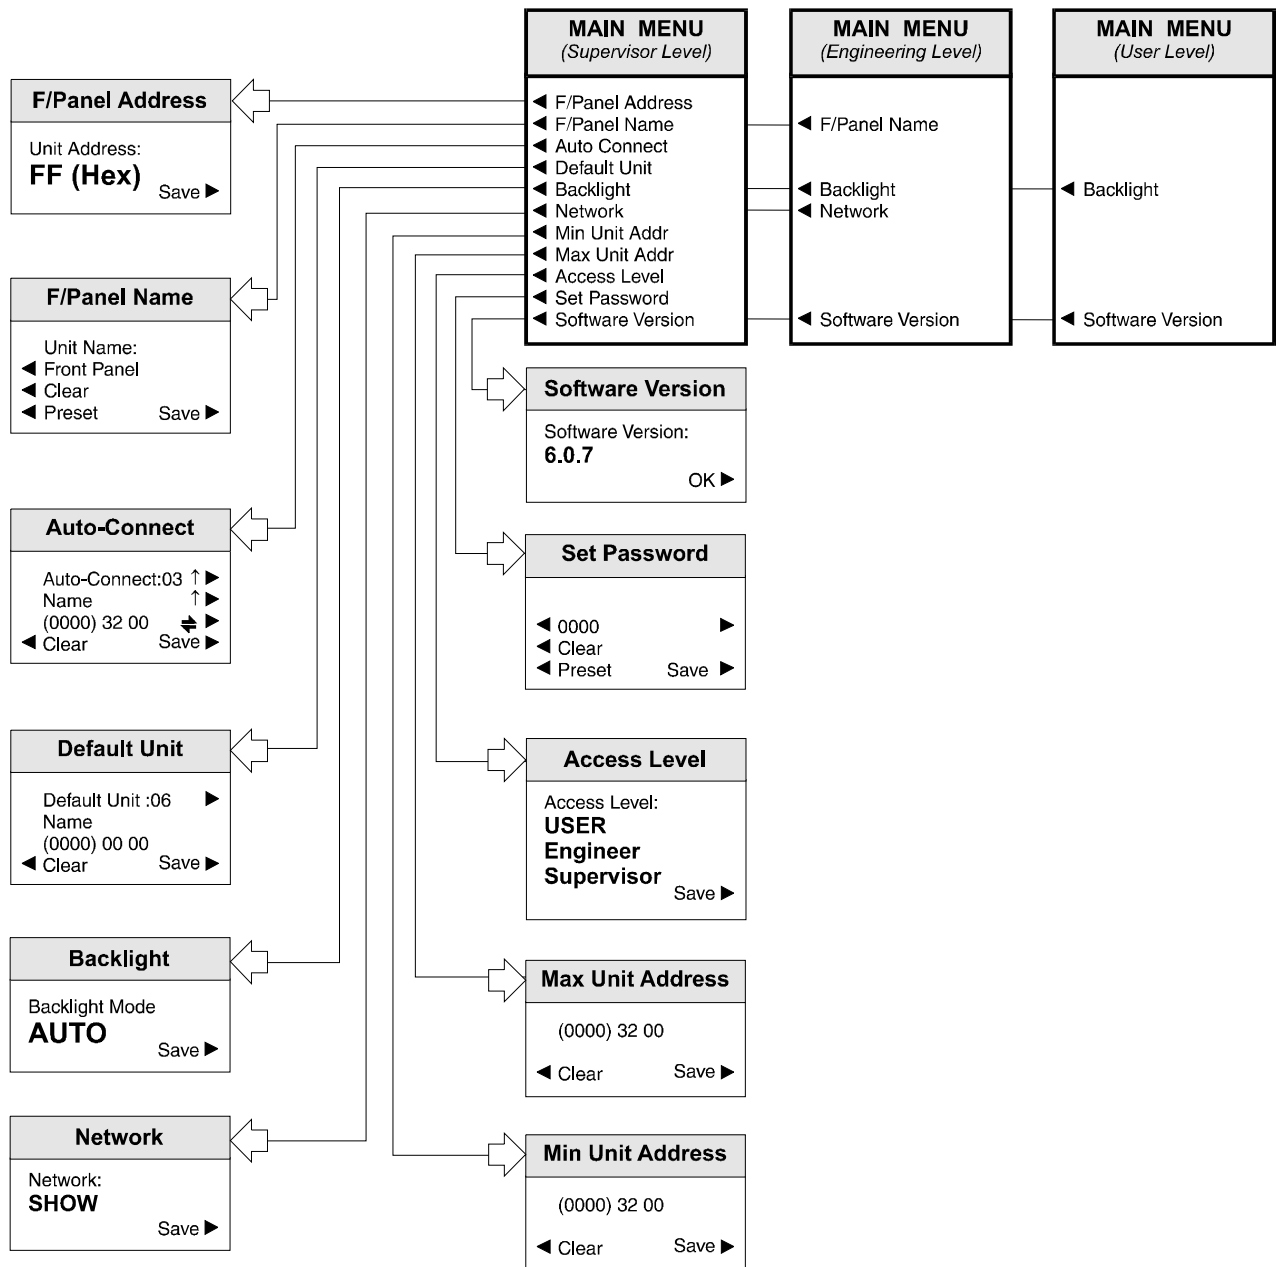 MAIN MENU
(Supervisor Level)
F/Panel Address
F/Panel Name
Auto Connect
Default Unit
Backlight
Network
Min Unit Addr
Max Unit Addr
Access Level
Set Password
Software Version
MAIN MENU
(Engineering Level)
F/Panel Name
Backlight
Network
Software Version
MAIN MENU
(User Level)
Backlight
Software Version
F/Panel Address
Unit Address:
FF (Hex)
Save
F/Panel Name
Unit Name:
Front Panel
Clear
Preset Save
Auto-Connect
Auto-Connect:03 ↑
Name ↑
(0000) 32 00
Clear Save
Default Unit
Default Unit :06
Name
(0000) 00 00
Clear Save
Backlight
Backlight Mode
AUTO
Save
Network
Network:
SHOW
Save
Software Version
Software Version:
6.0.7
OK
Set Password
0000
Clear
Preset Save
Access Level
Access Level:
USER
Engineer
Supervisor
Save
Max Unit Address
(0000) 32 00
Clear Save
Min Unit Address
(0000) 32 00
Clear Save